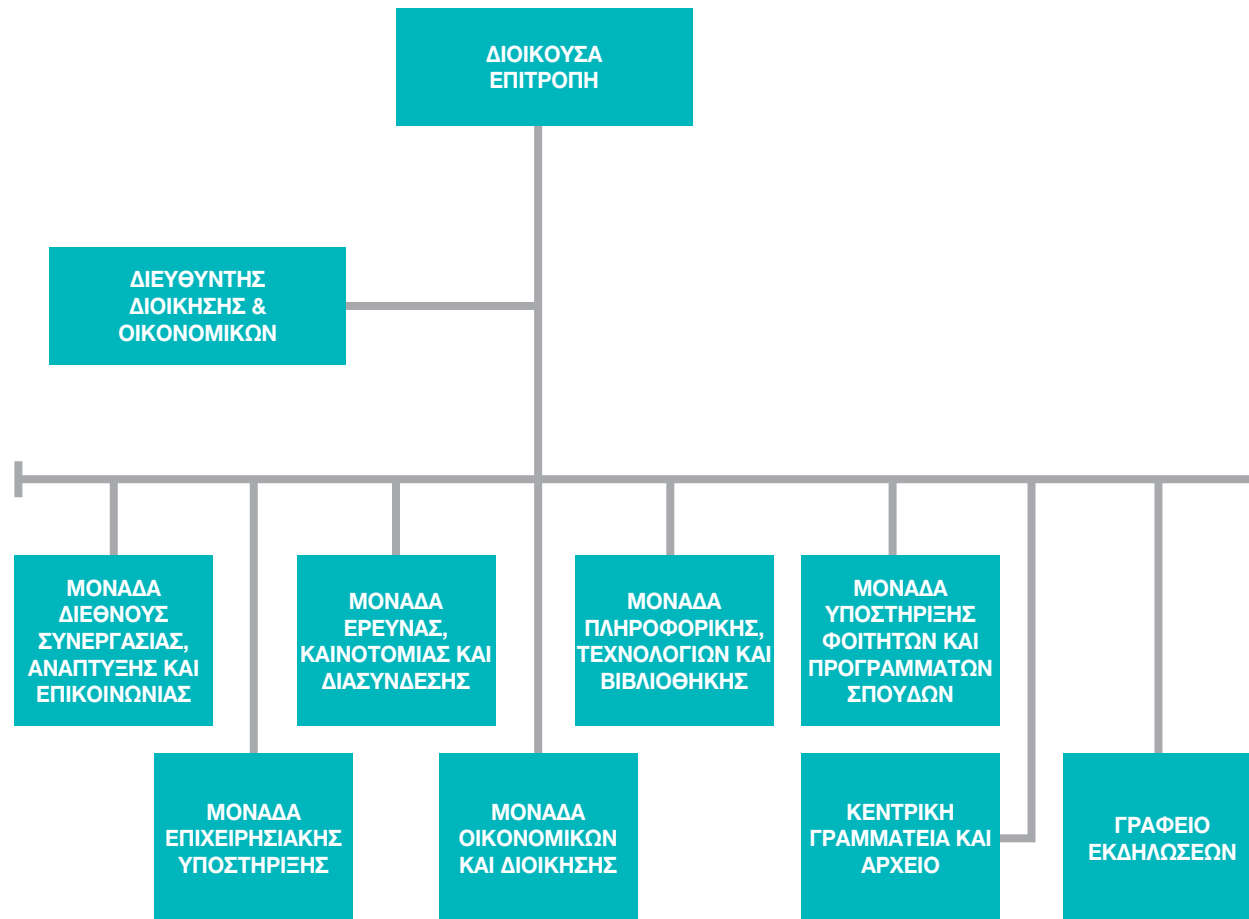 ΔΙΟΙΚΟΥΣΑ
ΕΠΙΤΡΟΠΗ
ΔΙΕΥΘΥΝΤΗΣ
ΔΙΟΙΚΗΣΗΣ &
ΟΙΚΟΝΟΜΙΚΩΝ
ΜΟΝΑΔΑ
ΔΙΕΘΝΟΥΣ
ΣΥΝΕΡΓΑΣΙΑΣ,
ΑΝΑΠΤΥΞΗΣ ΚΑΙ
ΕΠΙΚΟΙΝΩΝΙΑΣ
ΜΟΝΑΔΑ
ΕΡΕΥΝΑΣ,
ΚΑΙΝΟΤΟΜΙΑΣ ΚΑΙ
ΔΙΑΣΥΝΔΕΣΗΣ
ΜΟΝΑΔΑ
ΠΛΗΡΟΦΟΡΙΚΗΣ,
ΤΕΧΝΟΛΟΓΙΩΝ ΚΑΙ
ΒΙΒΛΙΟΘΗΚΗΣ
ΜΟΝΑΔΑ
ΥΠΟΣΤΗΡΙΞΗΣ
ΦΟΙΤΗΤΩΝ ΚΑΙ
ΠΡΟΓΡΑΜΜΑΤΩΝ
ΣΠΟΥΔΩΝ
ΜΟΝΑΔΑ
ΕΠΙΧΕΙΡΗΣΙΑΚΗΣ
ΥΠΟΣΤΗΡΙΞΗΣ
ΜΟΝΑΔΑ
ΟΙΚΟΝΟΜΙΚΩΝ
ΚΑΙ ΔΙΟΙΚΗΣΗΣ
ΚΕΝΤΡΙΚΗ
ΓΡΑΜΜΑΤΕΙΑ ΚΑΙ
ΑΡΧΕΙΟ
ΓΡΑΦΕΙΟ
ΕΚΔΗΛΩΣΕΩΝ